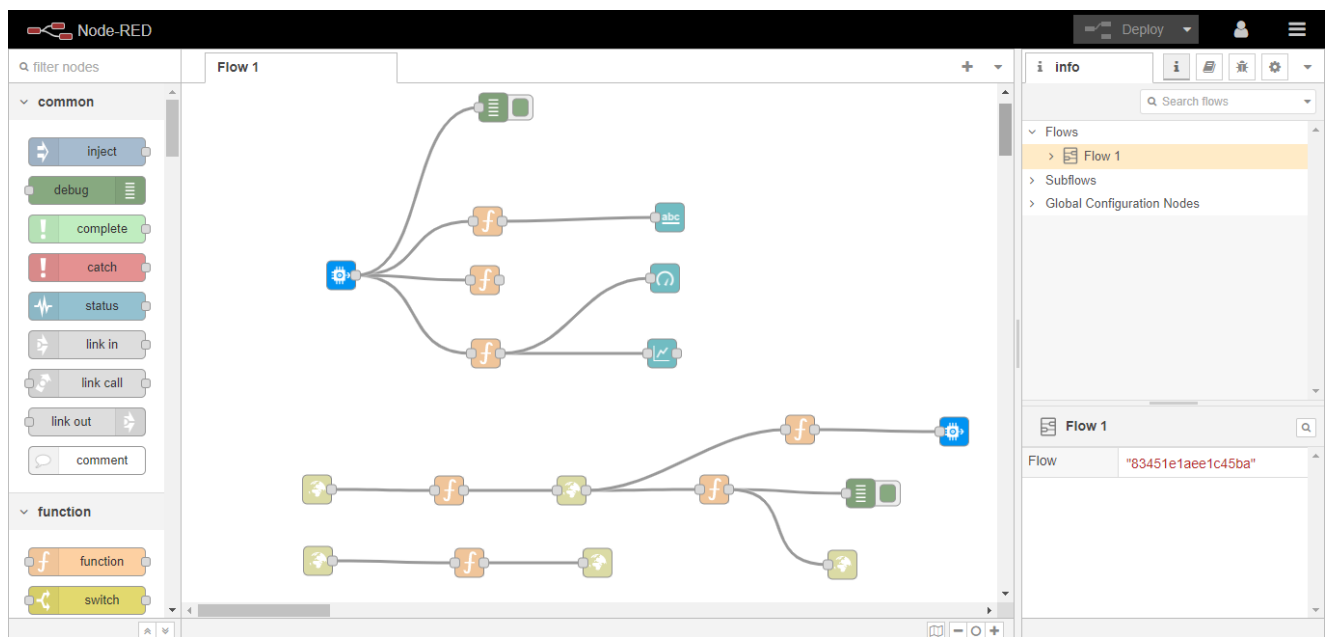 Node-RED
Deploy
filter nodes
Flow 1
i info
i
Search flows
common
inject
debug
complete
catch
status
link in
link call
link out
comment
function
function
switch
abc
Flows
Flow 1
Subflows
Global Configuration Nodes
Flow 1
Flow
"83451e1aee1c45ba"